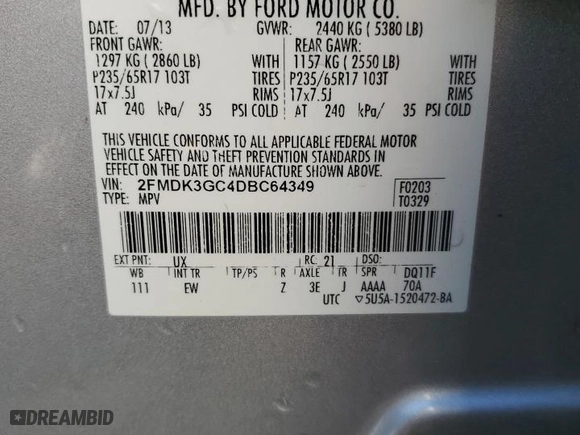 MFD. BY FORD MOTOR CO.
DATE: 07/13 GVWR: 2440 KG ( 5380 LB)
FRONT GAWR: REAR GAWR:
1297 KG ( 2860 LB) WITH 1157 KG ( 2550 LB) WITH
P235/65R17 103T TIRES P235/65R17 103T TIRES
17x7.5J RIMS 17x7.5J RIMS
AT 240 kPa/ 35 PSI COLD AT 240 kPa/ 35 PSI COLD
THIS VEHICLE CONFORMS TO ALL APPLICABLE FEDERAL MOTOR
VEHICLE SAFETY AND THEFT PREVENTION STANDARDS IN
EFFECT ON THE DATE OF MANUFACTURE SHOWN ABOVE.
VIN: 2FMDK3GC4DBC64349 F0203
TYPE: MPV T0329
EXT PNT: UX RC: 21 DSO:
WB INT TR TP/PS R AXLE TR SPR DQ11F
111 EW Z 3E J AAAA 70A
UTC ▽5U5A-1520472-BA
DREAMBID